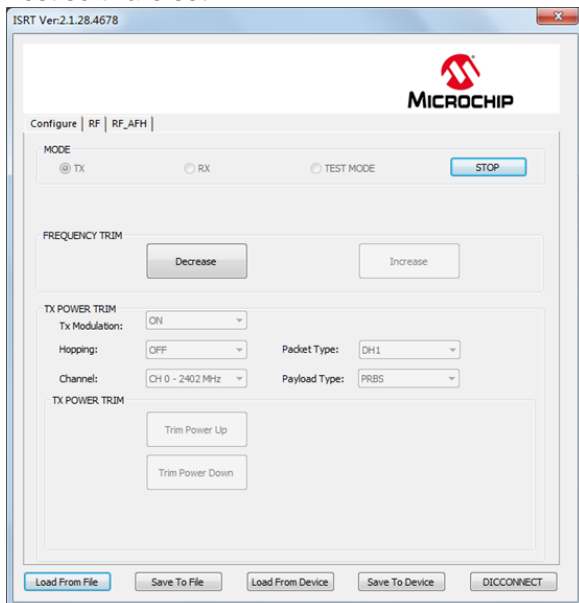 ISRT Ver:2.1.28.4678
MICROCHIP
Configure RF RF_AFH
MODE
TX RX TEST MODE STOP
FREQUENCY TRIM
Decrease Increase
TX POWER TRIM
Tx Modulation: ON
Hopping: OFF Packet Type: DH1
Channel: CH 0 - 2402 MHz Payload Type: PRBS
TX POWER TRIM
Trim Power Up
Trim Power Down
Load From File Save To File Load From Device Save To Device DICCONNECT